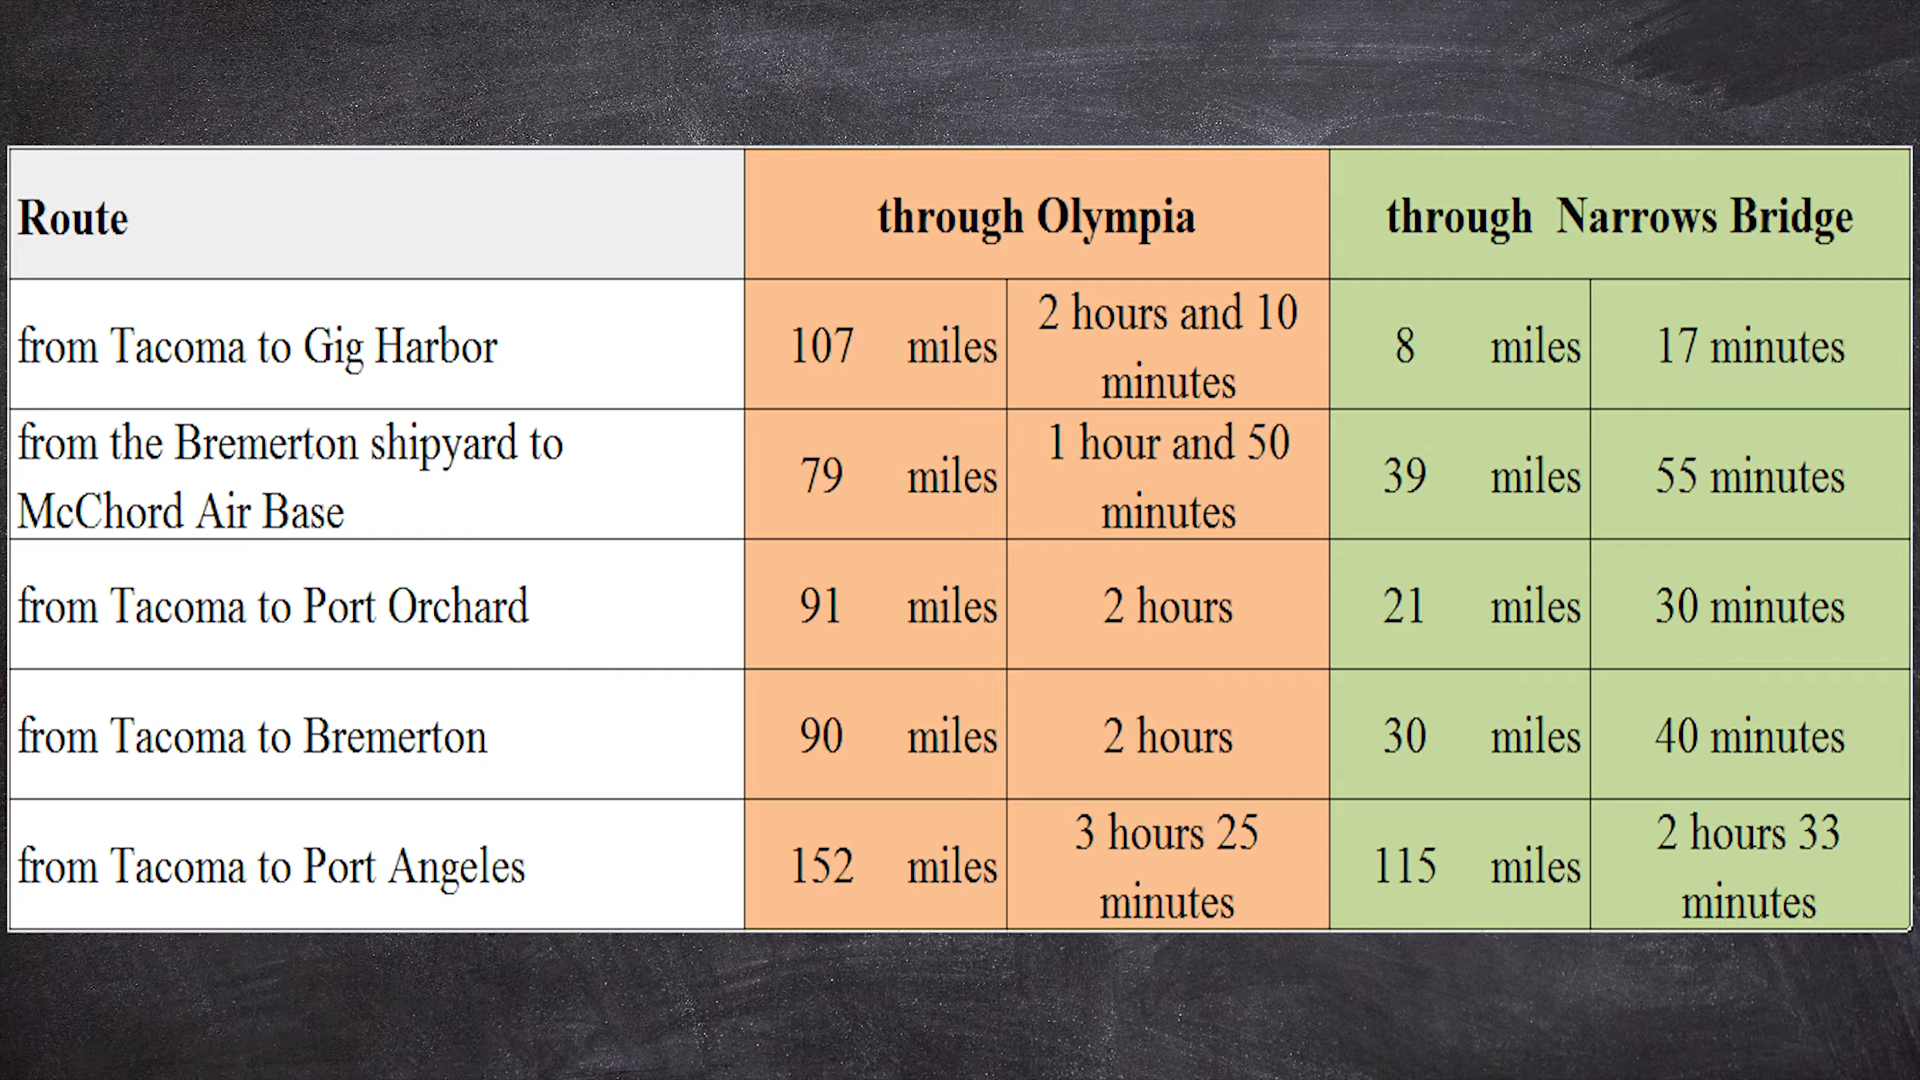 Route through Olympia through Narrows Bridge
from Tacoma to Gig Harbor 107 miles 2 hours and 10 minutes 8 miles 17 minutes
from the Bremerton shipyard to McChord Air Base 79 miles 1 hour and 50 minutes 39 miles 55 minutes
from Tacoma to Port Orchard 91 miles 2 hours 21 miles 30 minutes
from Tacoma to Bremerton 90 miles 2 hours 30 miles 40 minutes
from Tacoma to Port Angeles 152 miles 3 hours 25 minutes 115 miles 2 hours 33 minutes